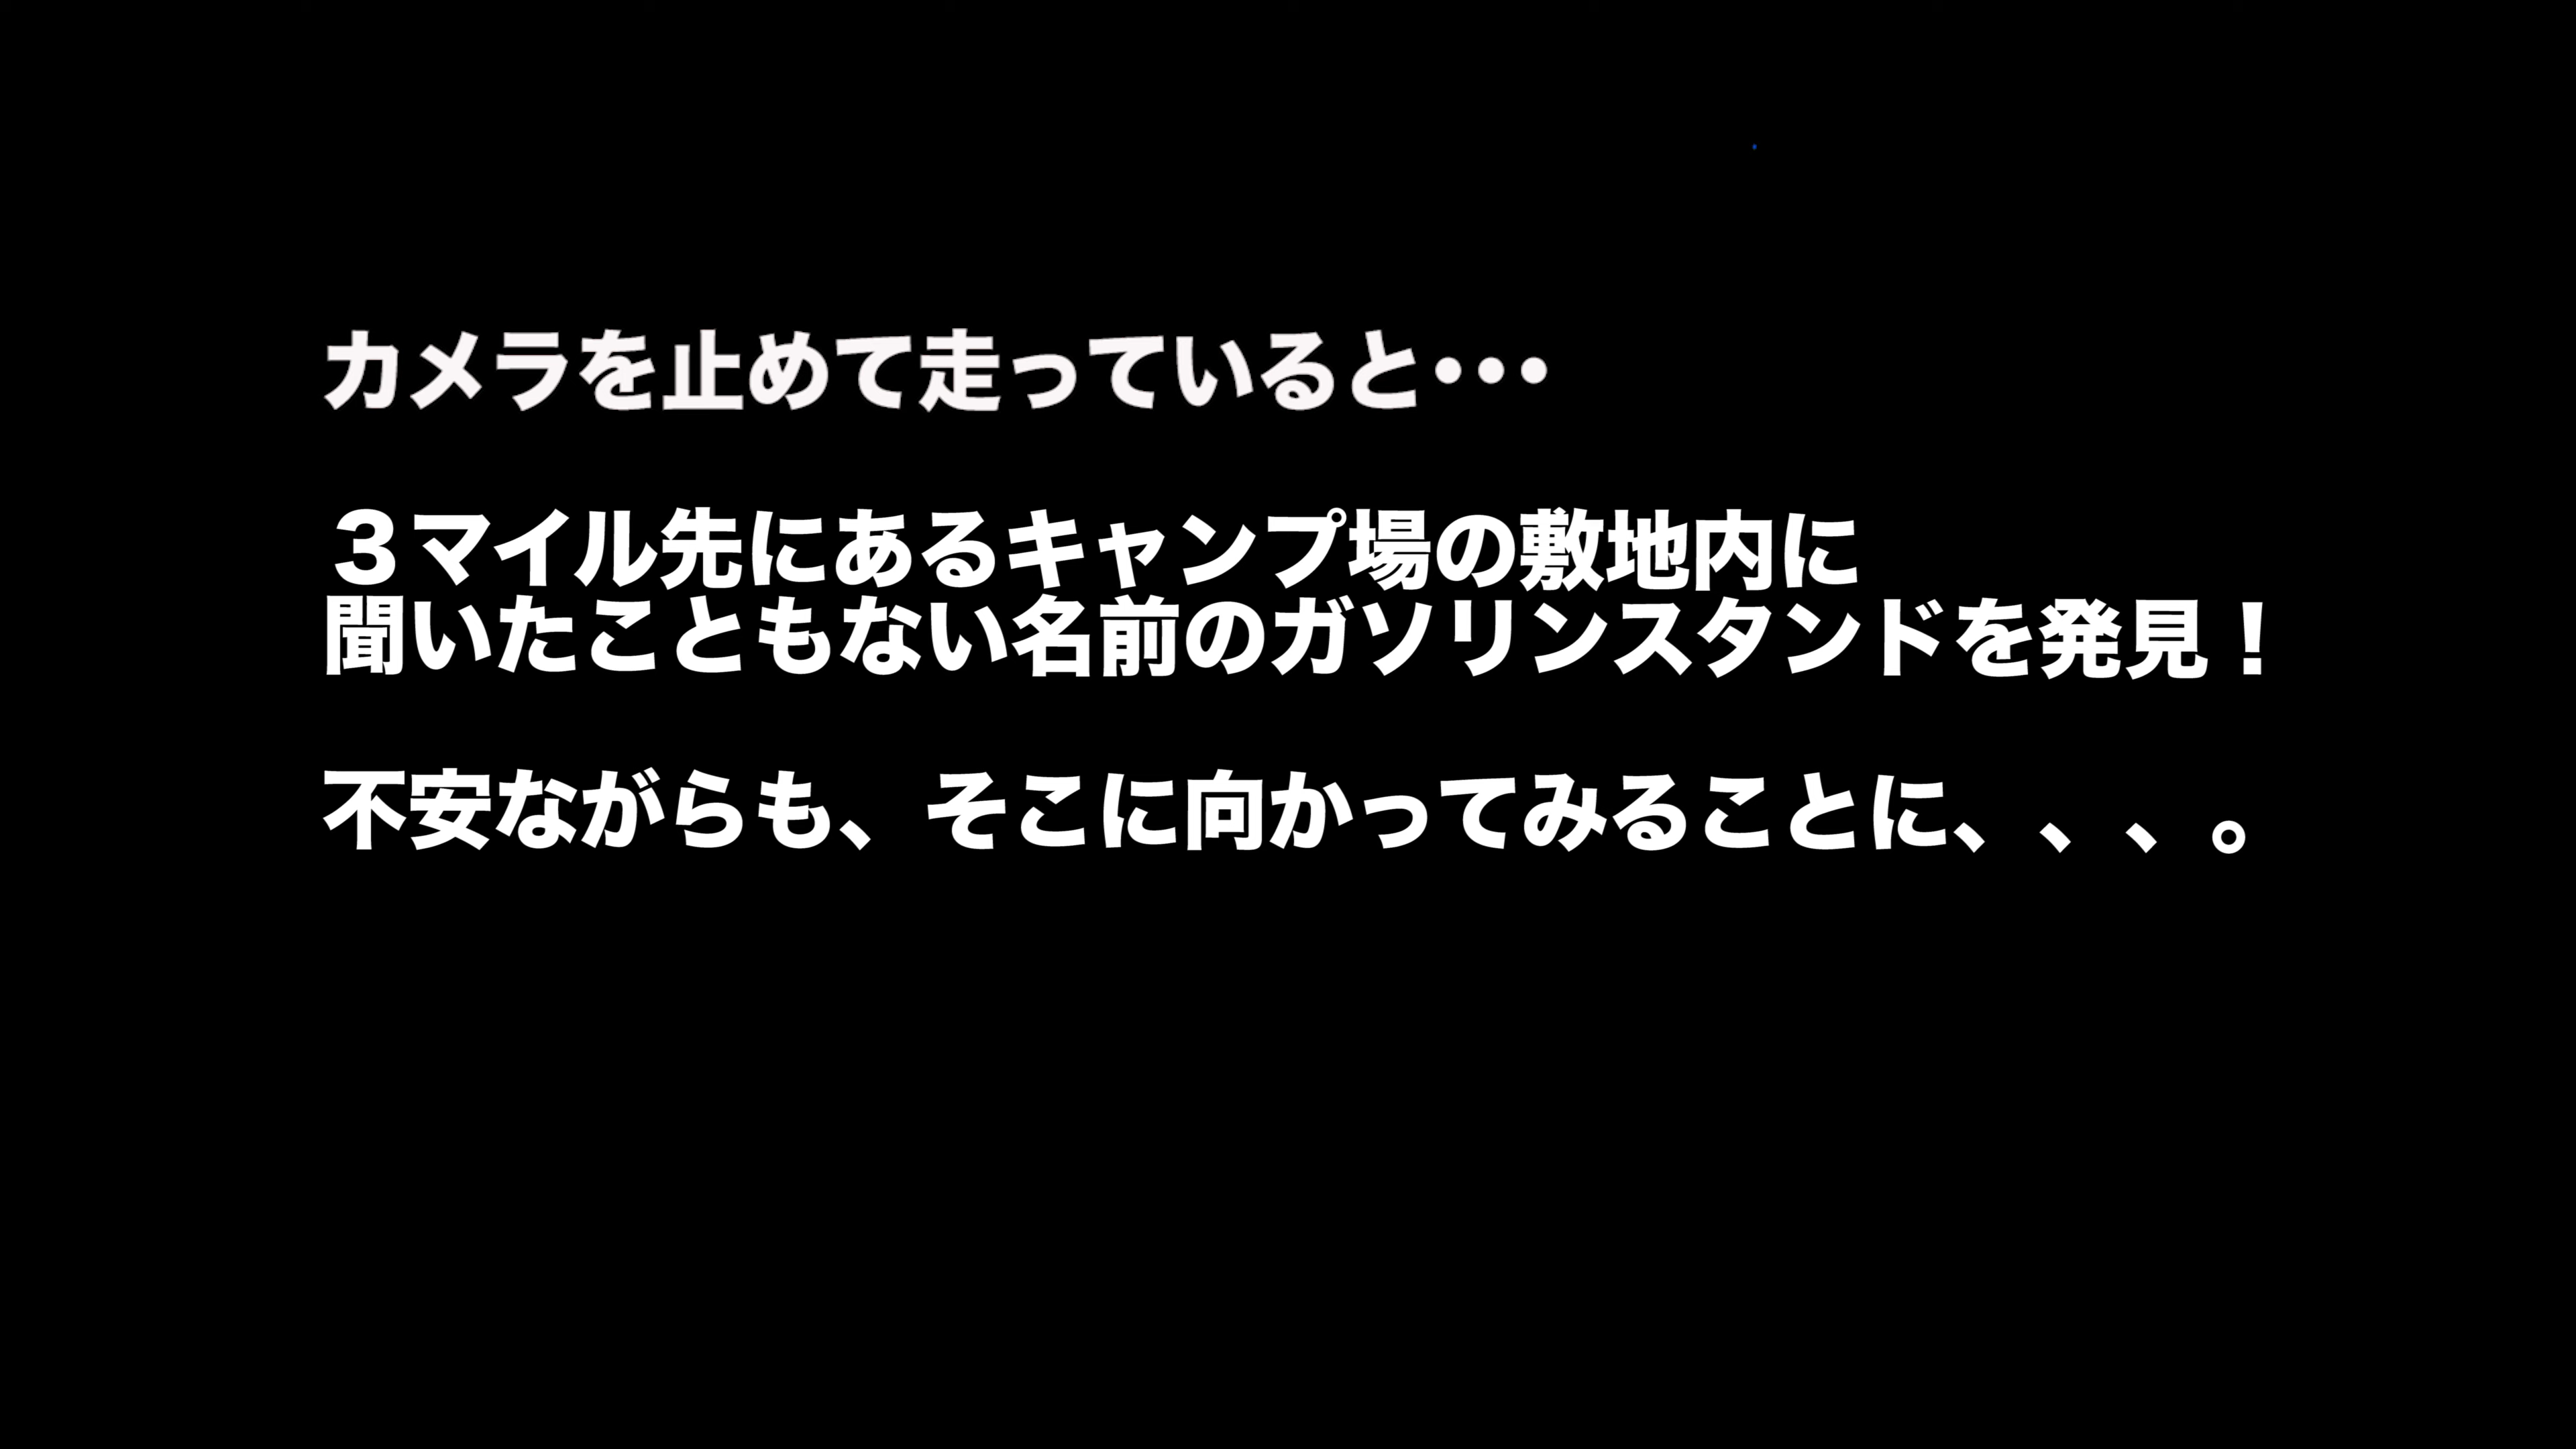 カメラを止めて走っていると・・・
３マイル先にあるキャンプ場の敷地内に
聞いたこともない名前のガソリンスタンドを発見！
不安ながらも、そこに向かってみることに、、、。